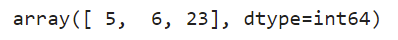 array([ 5,  6, 23], dtype=int64)